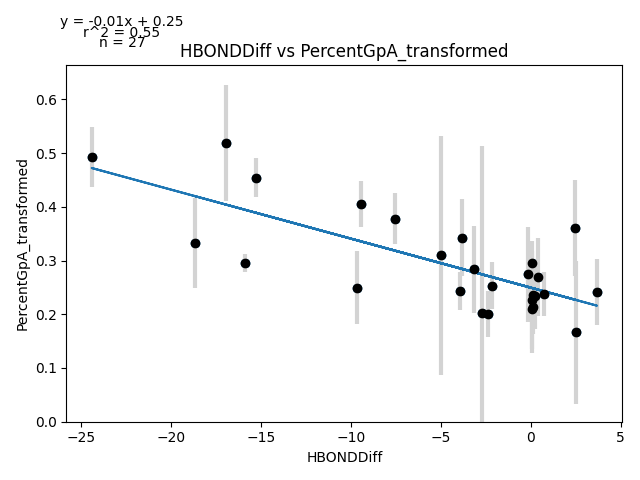 y = -0.01x + 0.25
r^2 = 0.55
n = 27
HBONDDiff vs PercentGpA_transformed
PercentGpA_transformed
0.6
0.5
0.4
0.3
0.2
0.1
0.0
−25
−20
−15
−10
−5
0
5
HBONDDiff